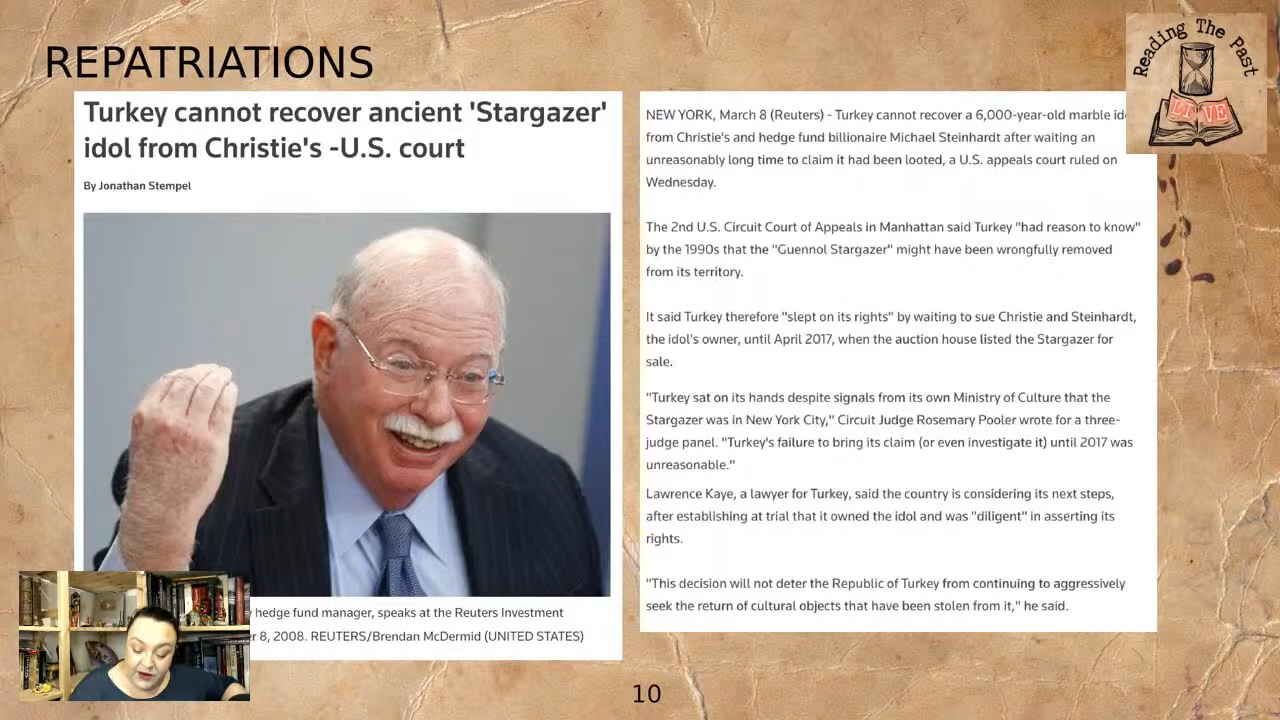 REPATRIATIONS
Reading The Past
LIVE
Turkey cannot recover ancient 'Stargazer'
idol from Christie's -U.S. court
By Jonathan Stempel
hedge fund manager, speaks at the Reuters Investment
8, 2008. REUTERS/Brendan McDermid (UNITED STATES)
NEW YORK, March 8 (Reuters) - Turkey cannot recover a 6,000-year-old marble
from Christie's and hedge fund billionaire Michael Steinhardt after waiting an
unreasonably long time to claim it had been looted, a U.S. appeals court ruled on
Wednesday.
The 2nd U.S. Circuit Court of Appeals in Manhattan said Turkey "had reason to know"
by the 1990s that the "Guennol Stargazer" might have been wrongfully removed
from its territory.
It said Turkey therefore "slept on its rights" by waiting to sue Christie and Steinhardt,
the idol's owner, until April 2017, when the auction house listed the Stargazer for
sale.
"Turkey sat on its hands despite signals from its own Ministry of Culture that the
Stargazer was in New York City," Circuit Judge Rosemary Pooler wrote for a three-
judge panel. "Turkey's failure to bring its claim (or even investigate it) until 2017 was
unreasonable."
Lawrence Kaye, a lawyer for Turkey, said the country is considering its next steps,
after establishing at trial that it owned the idol and was "diligent" in asserting its
rights.
"This decision will not deter the Republic of Turkey from continuing to aggressively
seek the return of cultural objects that have been stolen from it," he said.
10